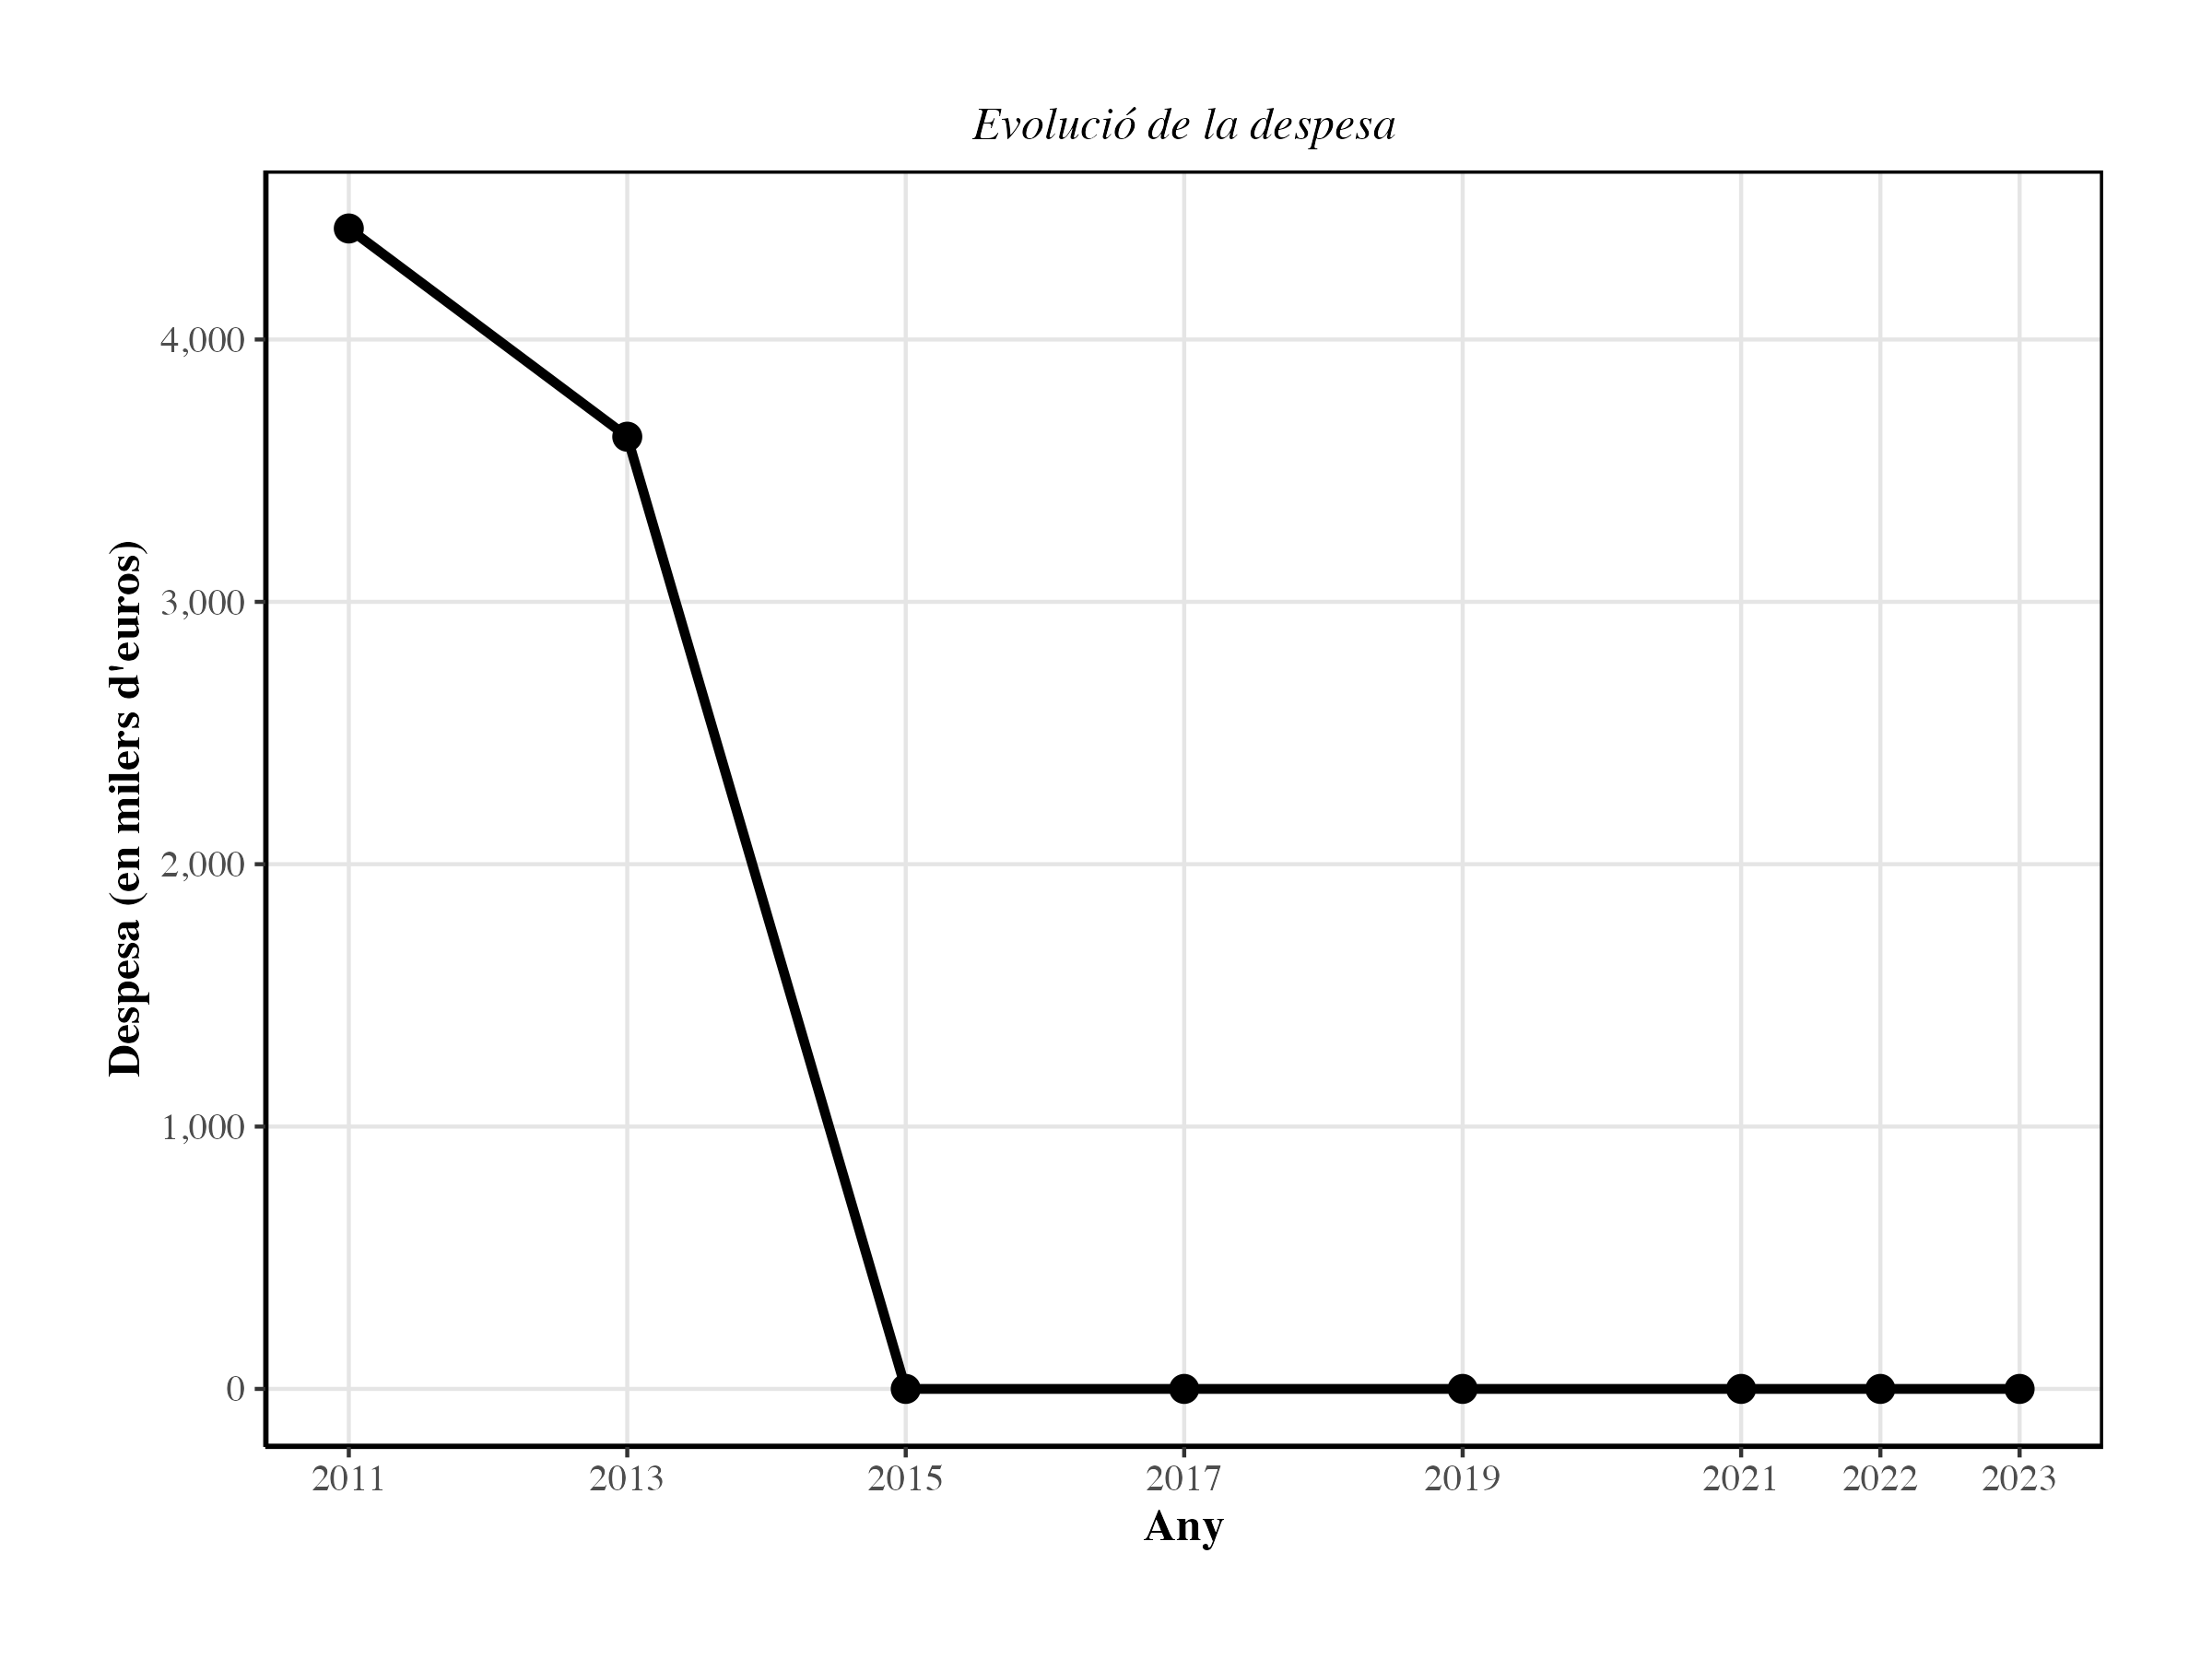 Evolució de la despesa
Despesa (en milers d'euros)
4,000
3,000
2,000
1,000
0
2011 2013 2015 2017 2019 2021 2022 2023
Any